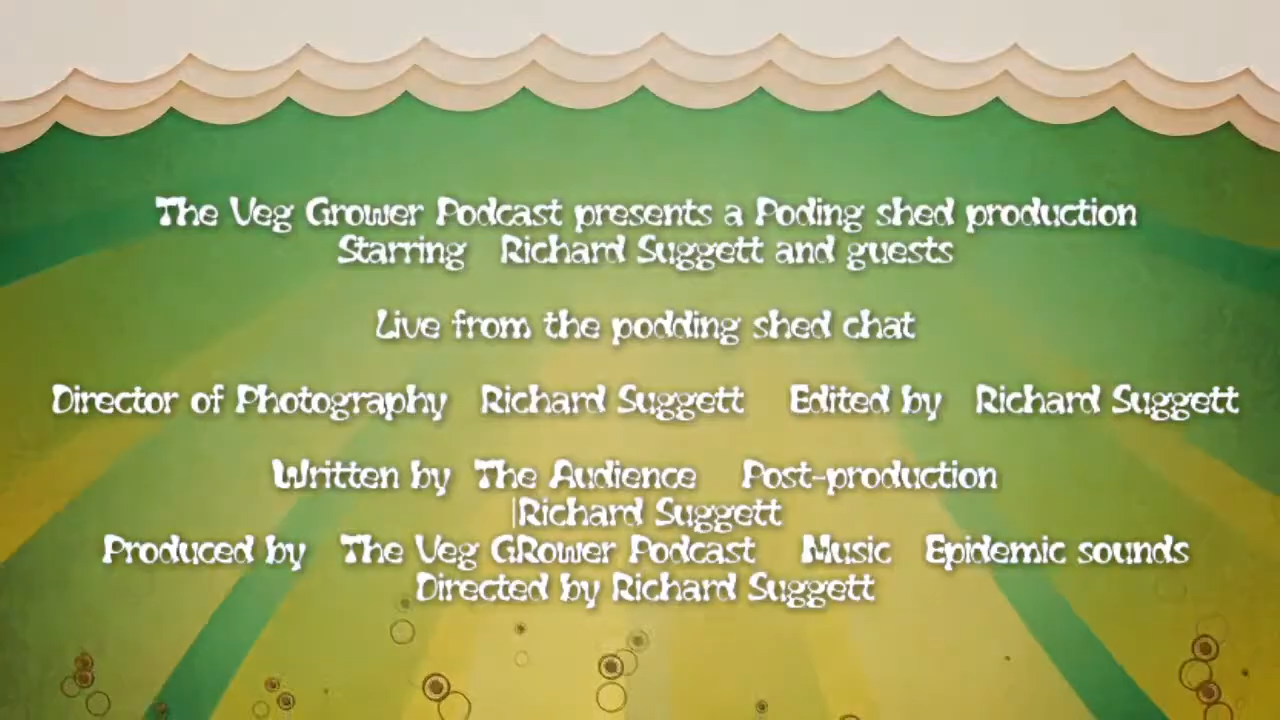 The Veg Grower Podcast presents a Poding shed production
Starring Richard Suggett and guests
Live from the podding shed chat
Director of Photography Richard Suggett Edited by Richard Suggett
Written by The Audience Post-production
|Richard Suggett
Produced by The Veg GRower Podcast Music Epidemic sounds
Directed by Richard Suggett